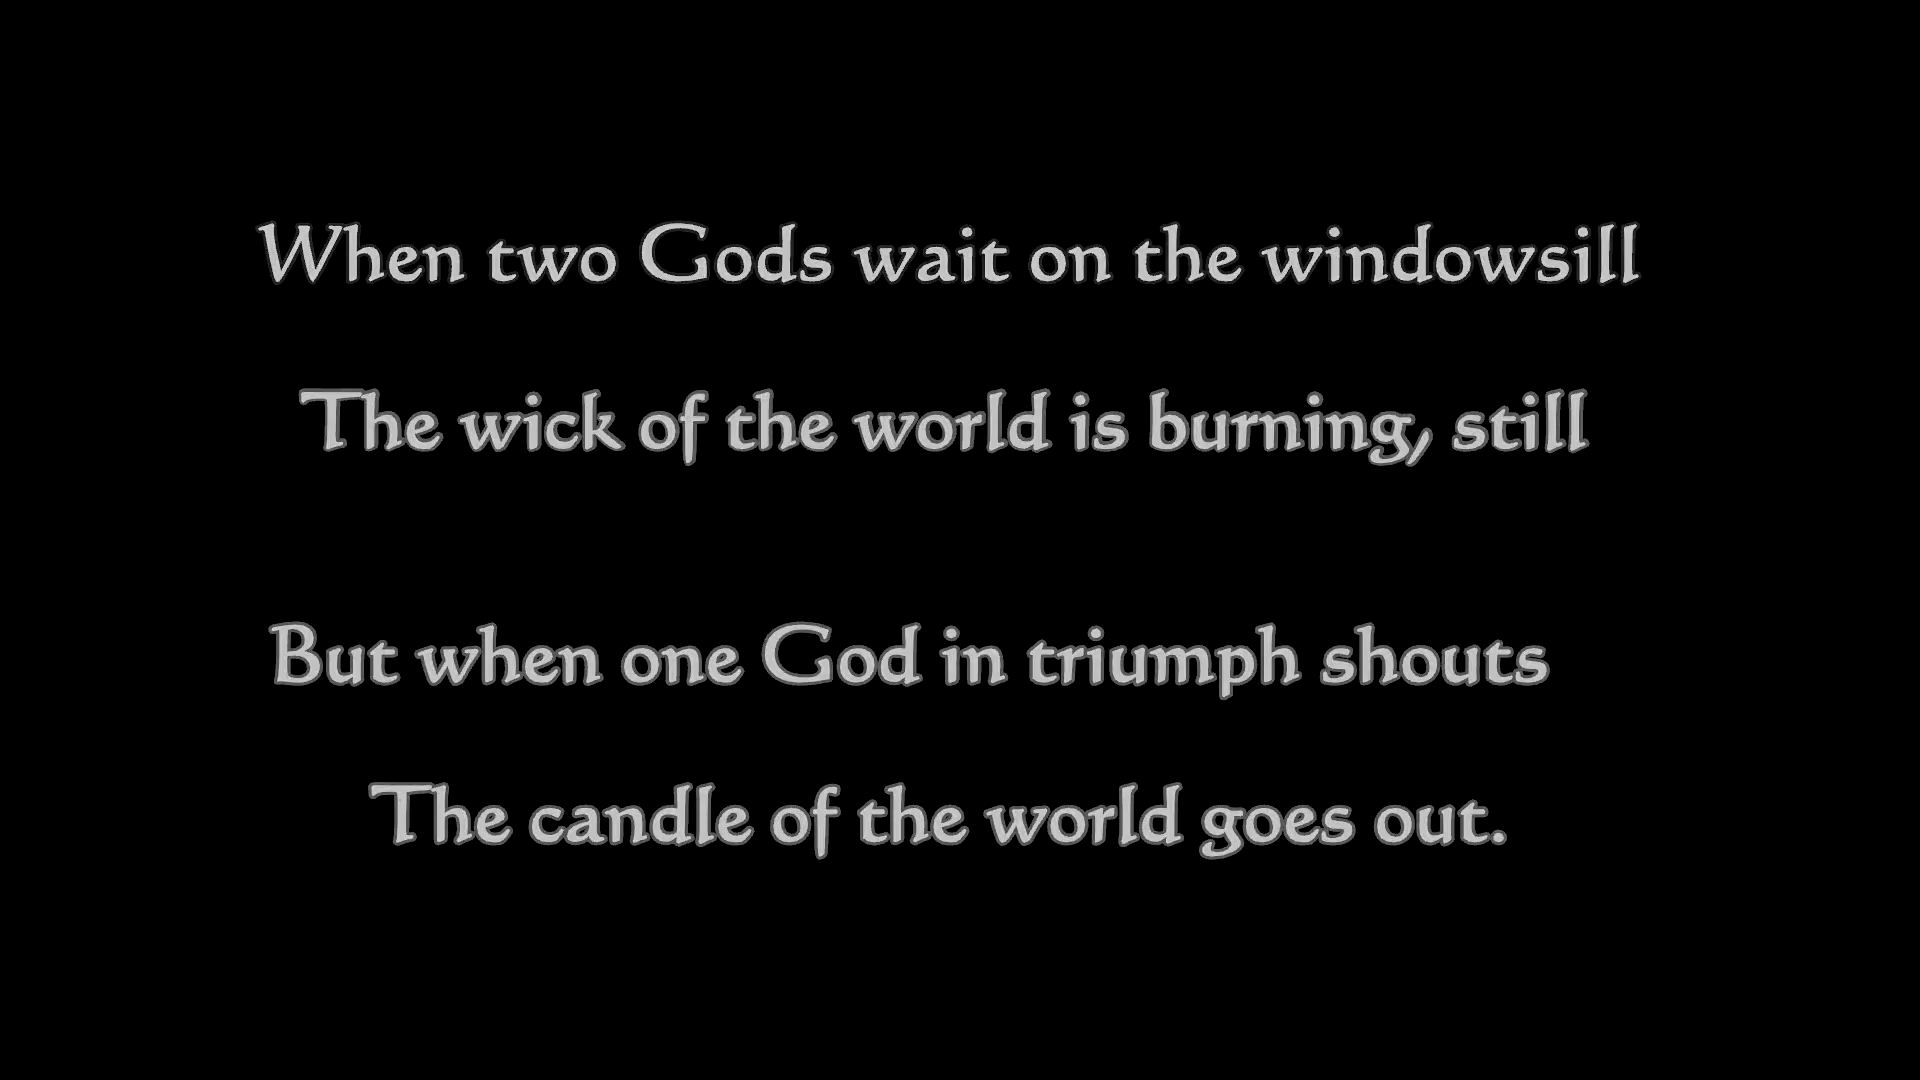 When two Gods wait on the windowsill
The wick of the world is burning, still
But when one God in triumph shouts
The candle of the world goes out.